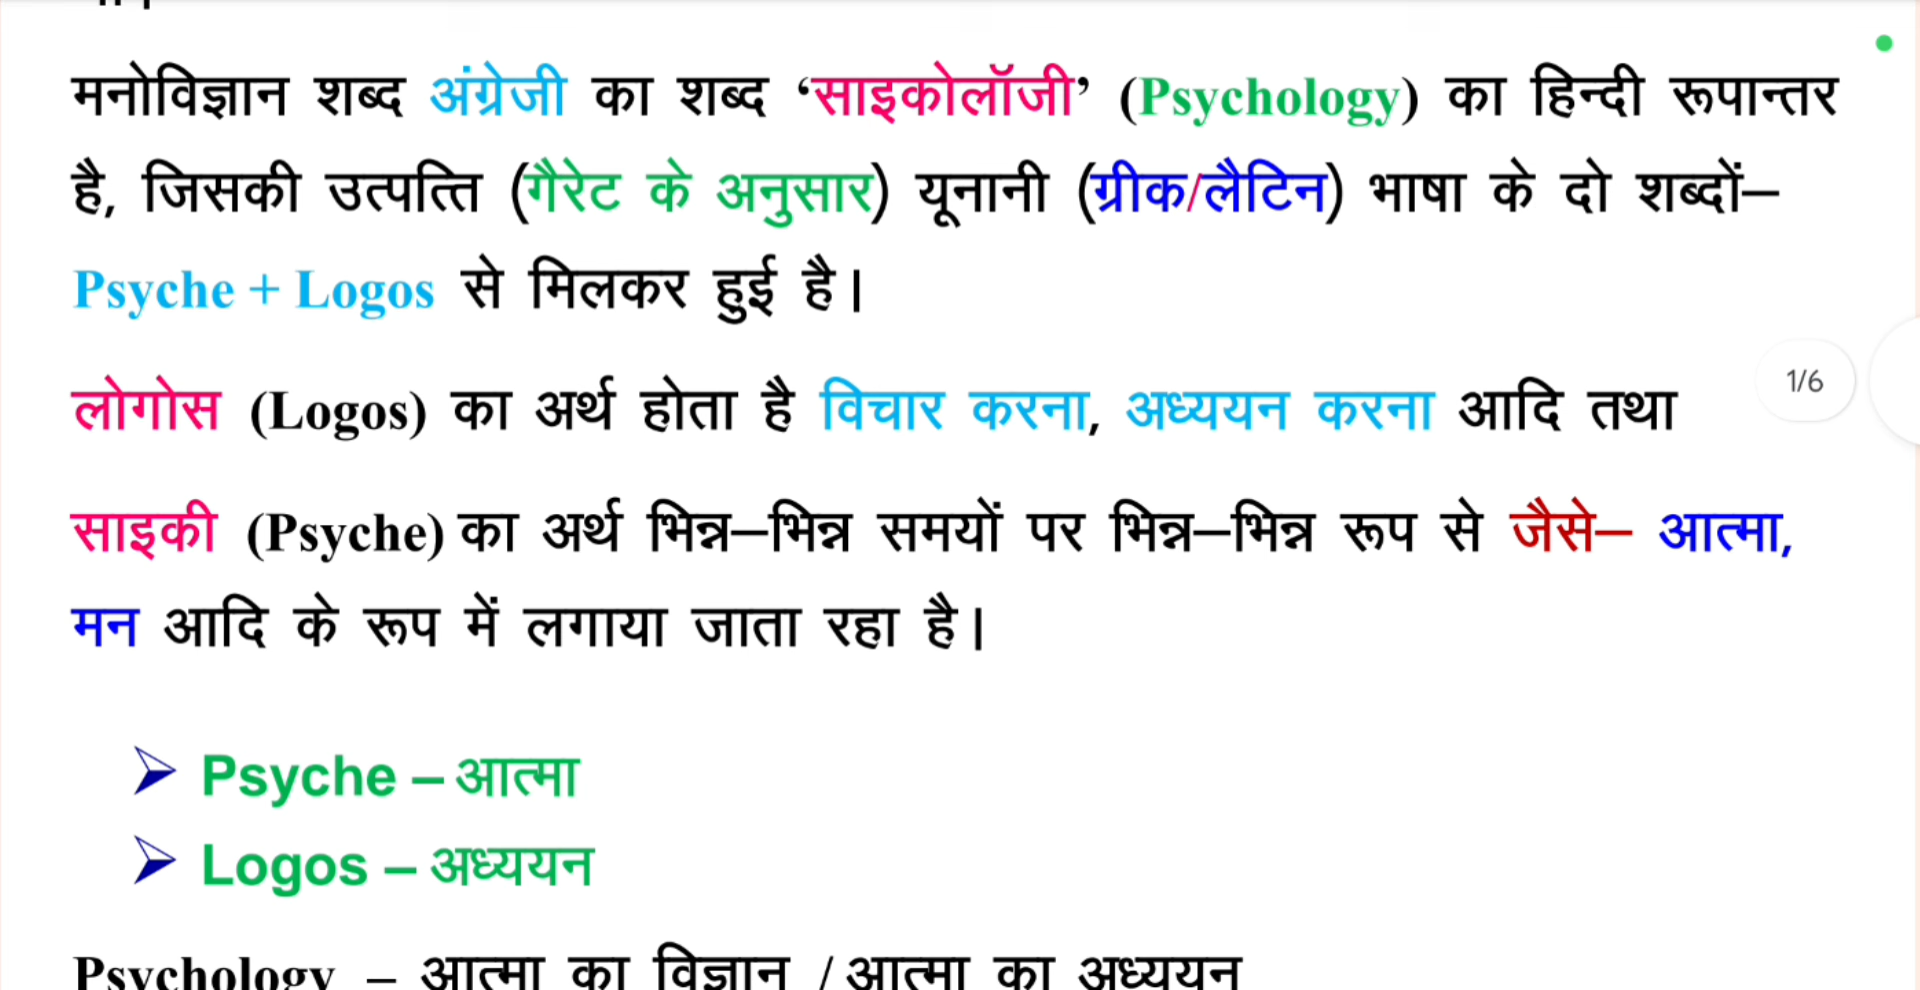 मनोविज्ञान शब्द अंग्रेजी का शब्द ‘साइकोलॉजी’ (Psychology) का हिन्दी रूपान्तर
है, जिसकी उत्पत्ति (गैरेट के अनुसार) यूनानी (ग्रीक/लैटिन) भाषा के दो शब्दों–
Psyche + Logos से मिलकर हुई है।
लोगोस (Logos) का अर्थ होता है विचार करना, अध्ययन करना आदि तथा
1/6
साइकी (Psyche) का अर्थ भिन्न–भिन्न समयों पर भिन्न–भिन्न रूप से जैसे– आत्मा,
मन आदि के रूप में लगाया जाता रहा है।
➢ Psyche – आत्मा
➢ Logos – अध्ययन
Psychology – आत्मा का विज्ञान / आत्मा का अध्ययन